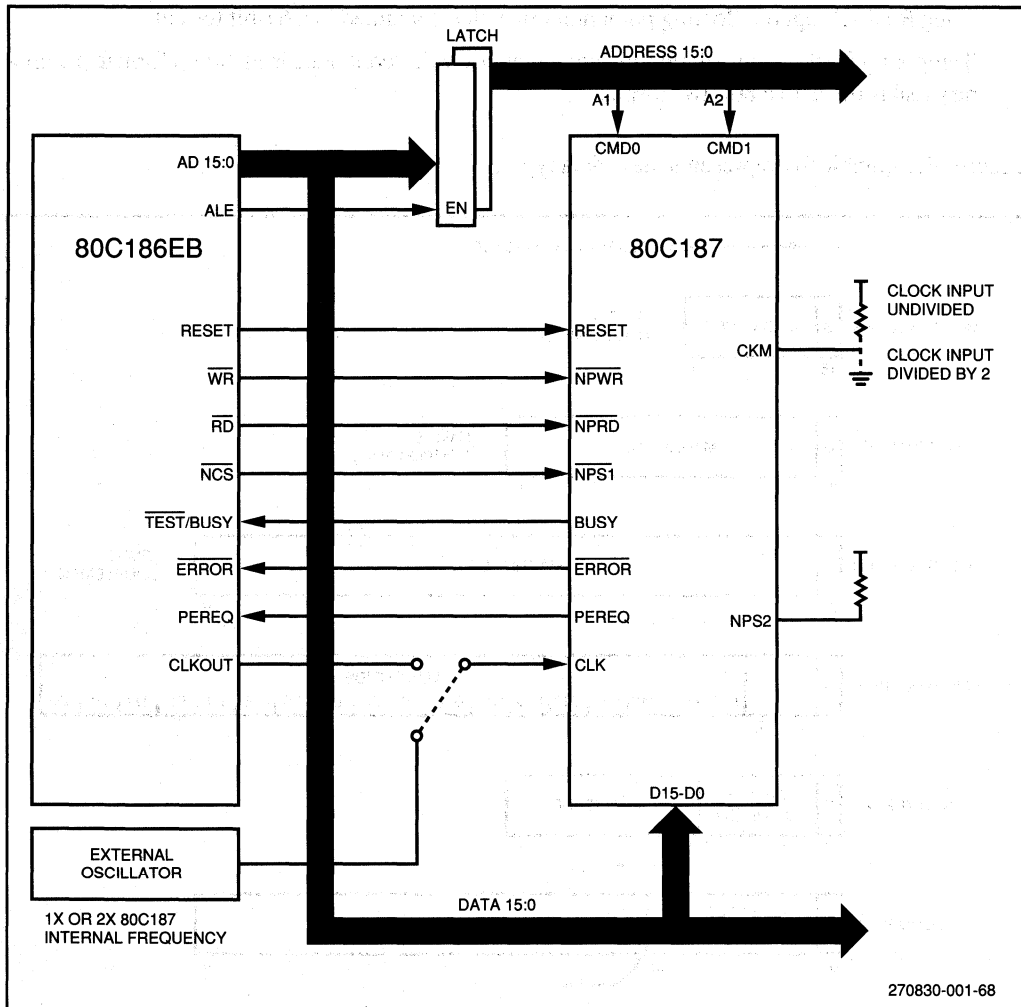 LATCH
ADDRESS 15:0
A1
A2
AD 15:0
CMD0
CMD1
ALE
EN
80C186EB
80C187
CLOCK INPUT
UNDIVIDED
RESET
RESET
CKM
CLOCK INPUT
DIVIDED BY 2
WR
NPWR
RD
NPRD
NCS
NPS1
TEST/BUSY
BUSY
ERROR
ERROR
PEREQ
PEREQ
NPS2
CLKOUT
CLK
D15-D0
EXTERNAL
OSCILLATOR
DATA 15:0
1X OR 2X 80C187
INTERNAL FREQUENCY
270830-001-68